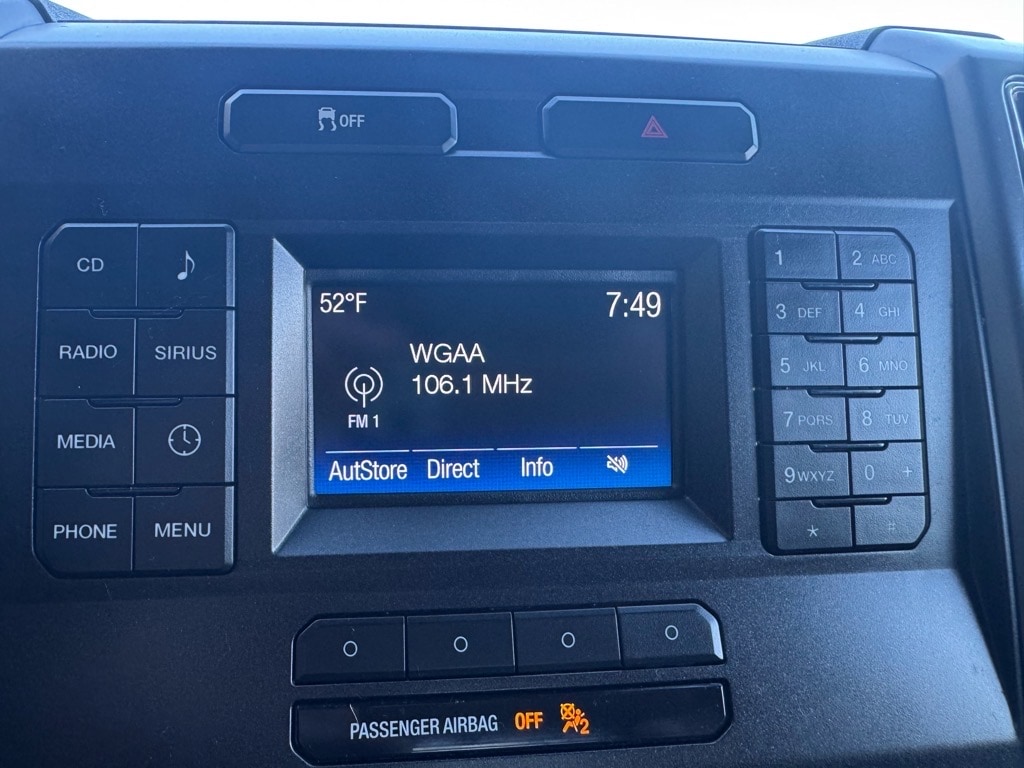 OFF
CD
RADIO SIRIUS
MEDIA
PHONE MENU
52°F 7:49
WGAA
106.1 MHz
FM 1
AutStore Direct Info
1 2 ABC
3 DEF 4 GHI
5 JKL 6 MNO
7 PQRS 8 TUV
9 WXYZ 0 +
* #
PASSENGER AIRBAG OFF 2